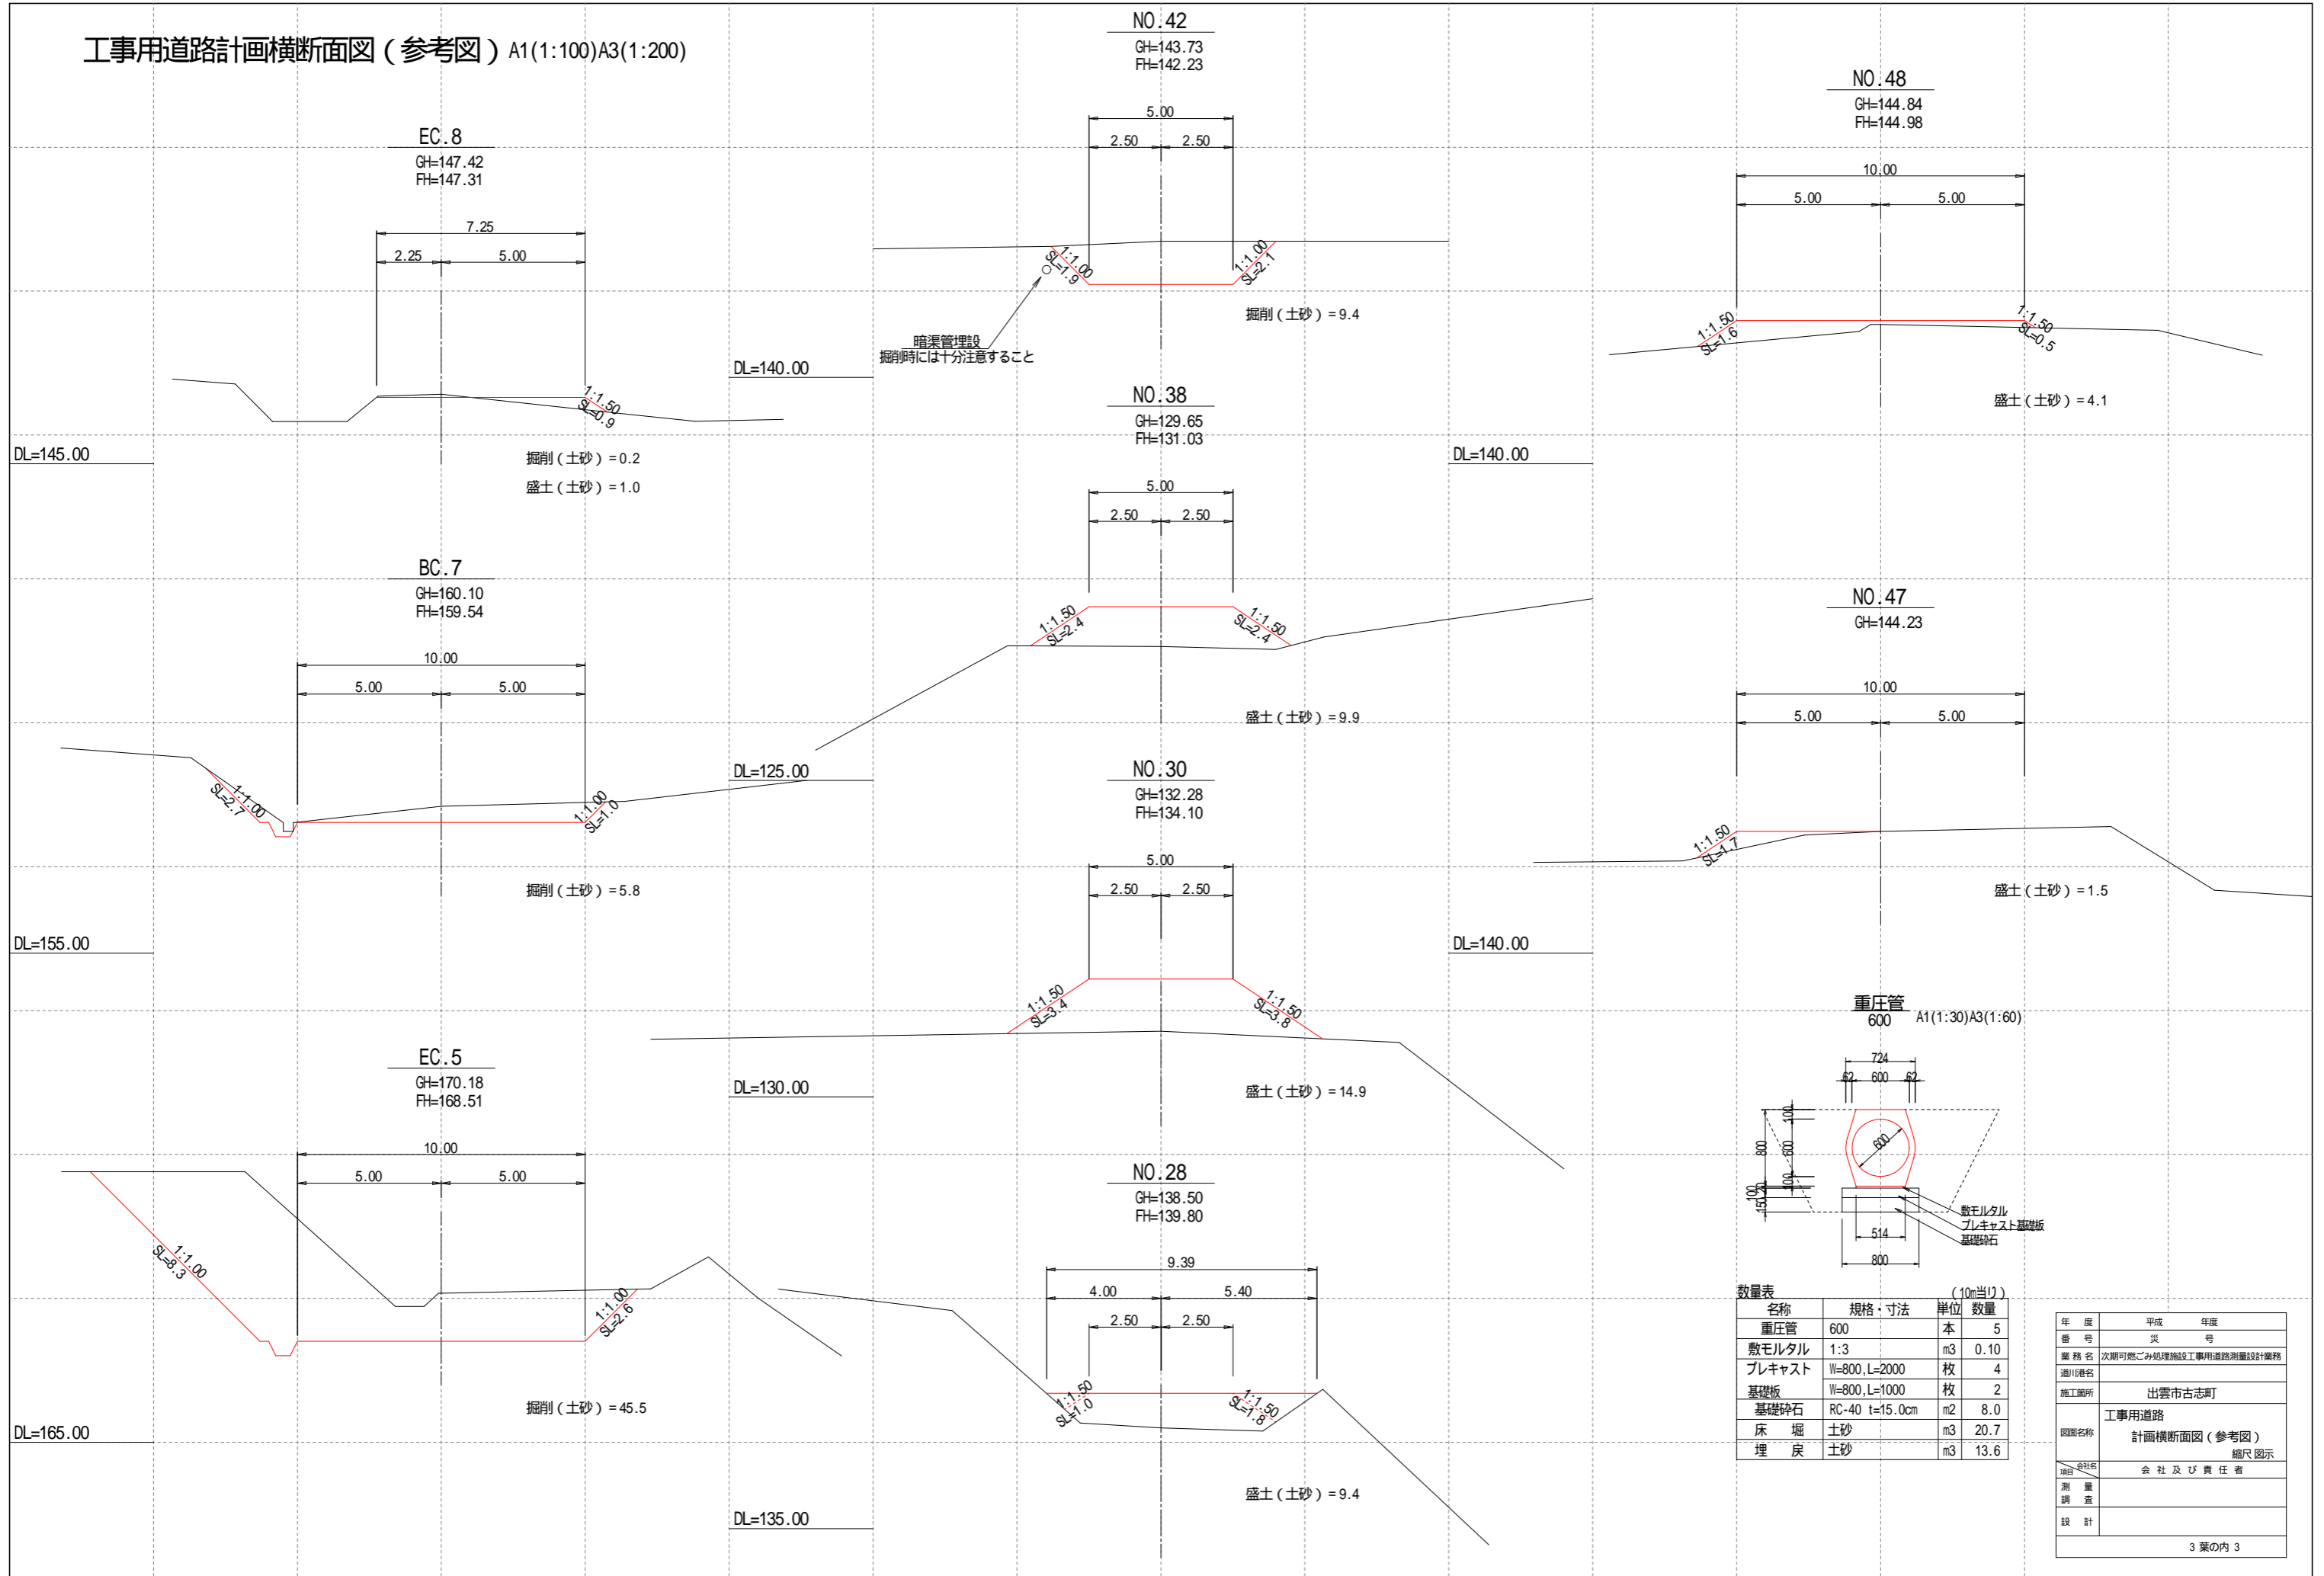 工事用道路計画横断面図（参考図）A1(1:100)A3(1:200)
EC.8
GH=147.42
FH=147.31
7.25
2.25
5.00
1:1.50
SL=0.9
DL=145.00
掘削（土砂）=0.2
盛土（土砂）=1.0
BC.7
GH=160.10
FH=159.54
10.00
5.00
5.00
1:1.00
SL=2.7
1:1.00
SL=1.0
掘削（土砂）=5.8
DL=155.00
EC.5
GH=170.18
FH=168.51
10.00
5.00
5.00
1:1.00
SL=8.3
1:1.00
SL=2.6
掘削（土砂）=45.5
DL=165.00
NO.42
GH=143.73
FH=142.23
5.00
2.50
2.50
1:1.00
SL=1.9
1:1.00
SL=2.1
掘削（土砂）=9.4
暗渠管埋設
掘削時には十分注意すること
DL=140.00
NO.38
GH=129.65
FH=131.03
5.00
2.50
2.50
1:1.50
SL=2.4
1:1.50
SL=2.4
盛土（土砂）=9.9
DL=125.00
NO.30
GH=132.28
FH=134.10
5.00
2.50
2.50
1:1.50
SL=3.4
1:1.50
SL=3.8
盛土（土砂）=14.9
DL=130.00
NO.28
GH=138.50
FH=139.80
9.39
4.00
5.40
2.50
2.50
1:1.50
SL=1.0
1:1.50
SL=1.8
盛土（土砂）=9.4
DL=135.00
NO.48
GH=144.84
FH=144.98
10.00
5.00
5.00
1:1.50
SL=1.6
1:1.50
SL=0.5
盛土（土砂）=4.1
DL=140.00
NO.47
GH=144.23
10.00
5.00
5.00
1:1.50
SL=1.7
盛土（土砂）=1.5
DL=140.00
重圧管
600 A1(1:30)A3(1:60)
724
62 600 62
100
800 600
600
100
100 20
150
敷モルタル
プレキャスト基礎板
基礎砕石
514
800
数量表 （10m当り）
名称 規格・寸法 単位 数量
重圧管 600 本 5
敷モルタル 1:3 m3 0.10
プレキャスト W=800,L=2000 枚 4
基礎板 W=800,L=1000 枚 2
基礎砕石 RC-40 t=15.0cm m2 8.0
床 堀 土砂 m3 20.7
埋 戻 土砂 m3 13.6
年 度 平成 年度
番 号 災 号
業務名 次期可燃ごみ処理施設工事用道路測量設計業務
道川港名
施工箇所 出雲市古志町
図面名称 工事用道路
計画横断面図（参考図）
縮尺 図示
項目 会社名 会 社 及 び 責 任 者
測 量
調 査
設 計
3 葉の内 3